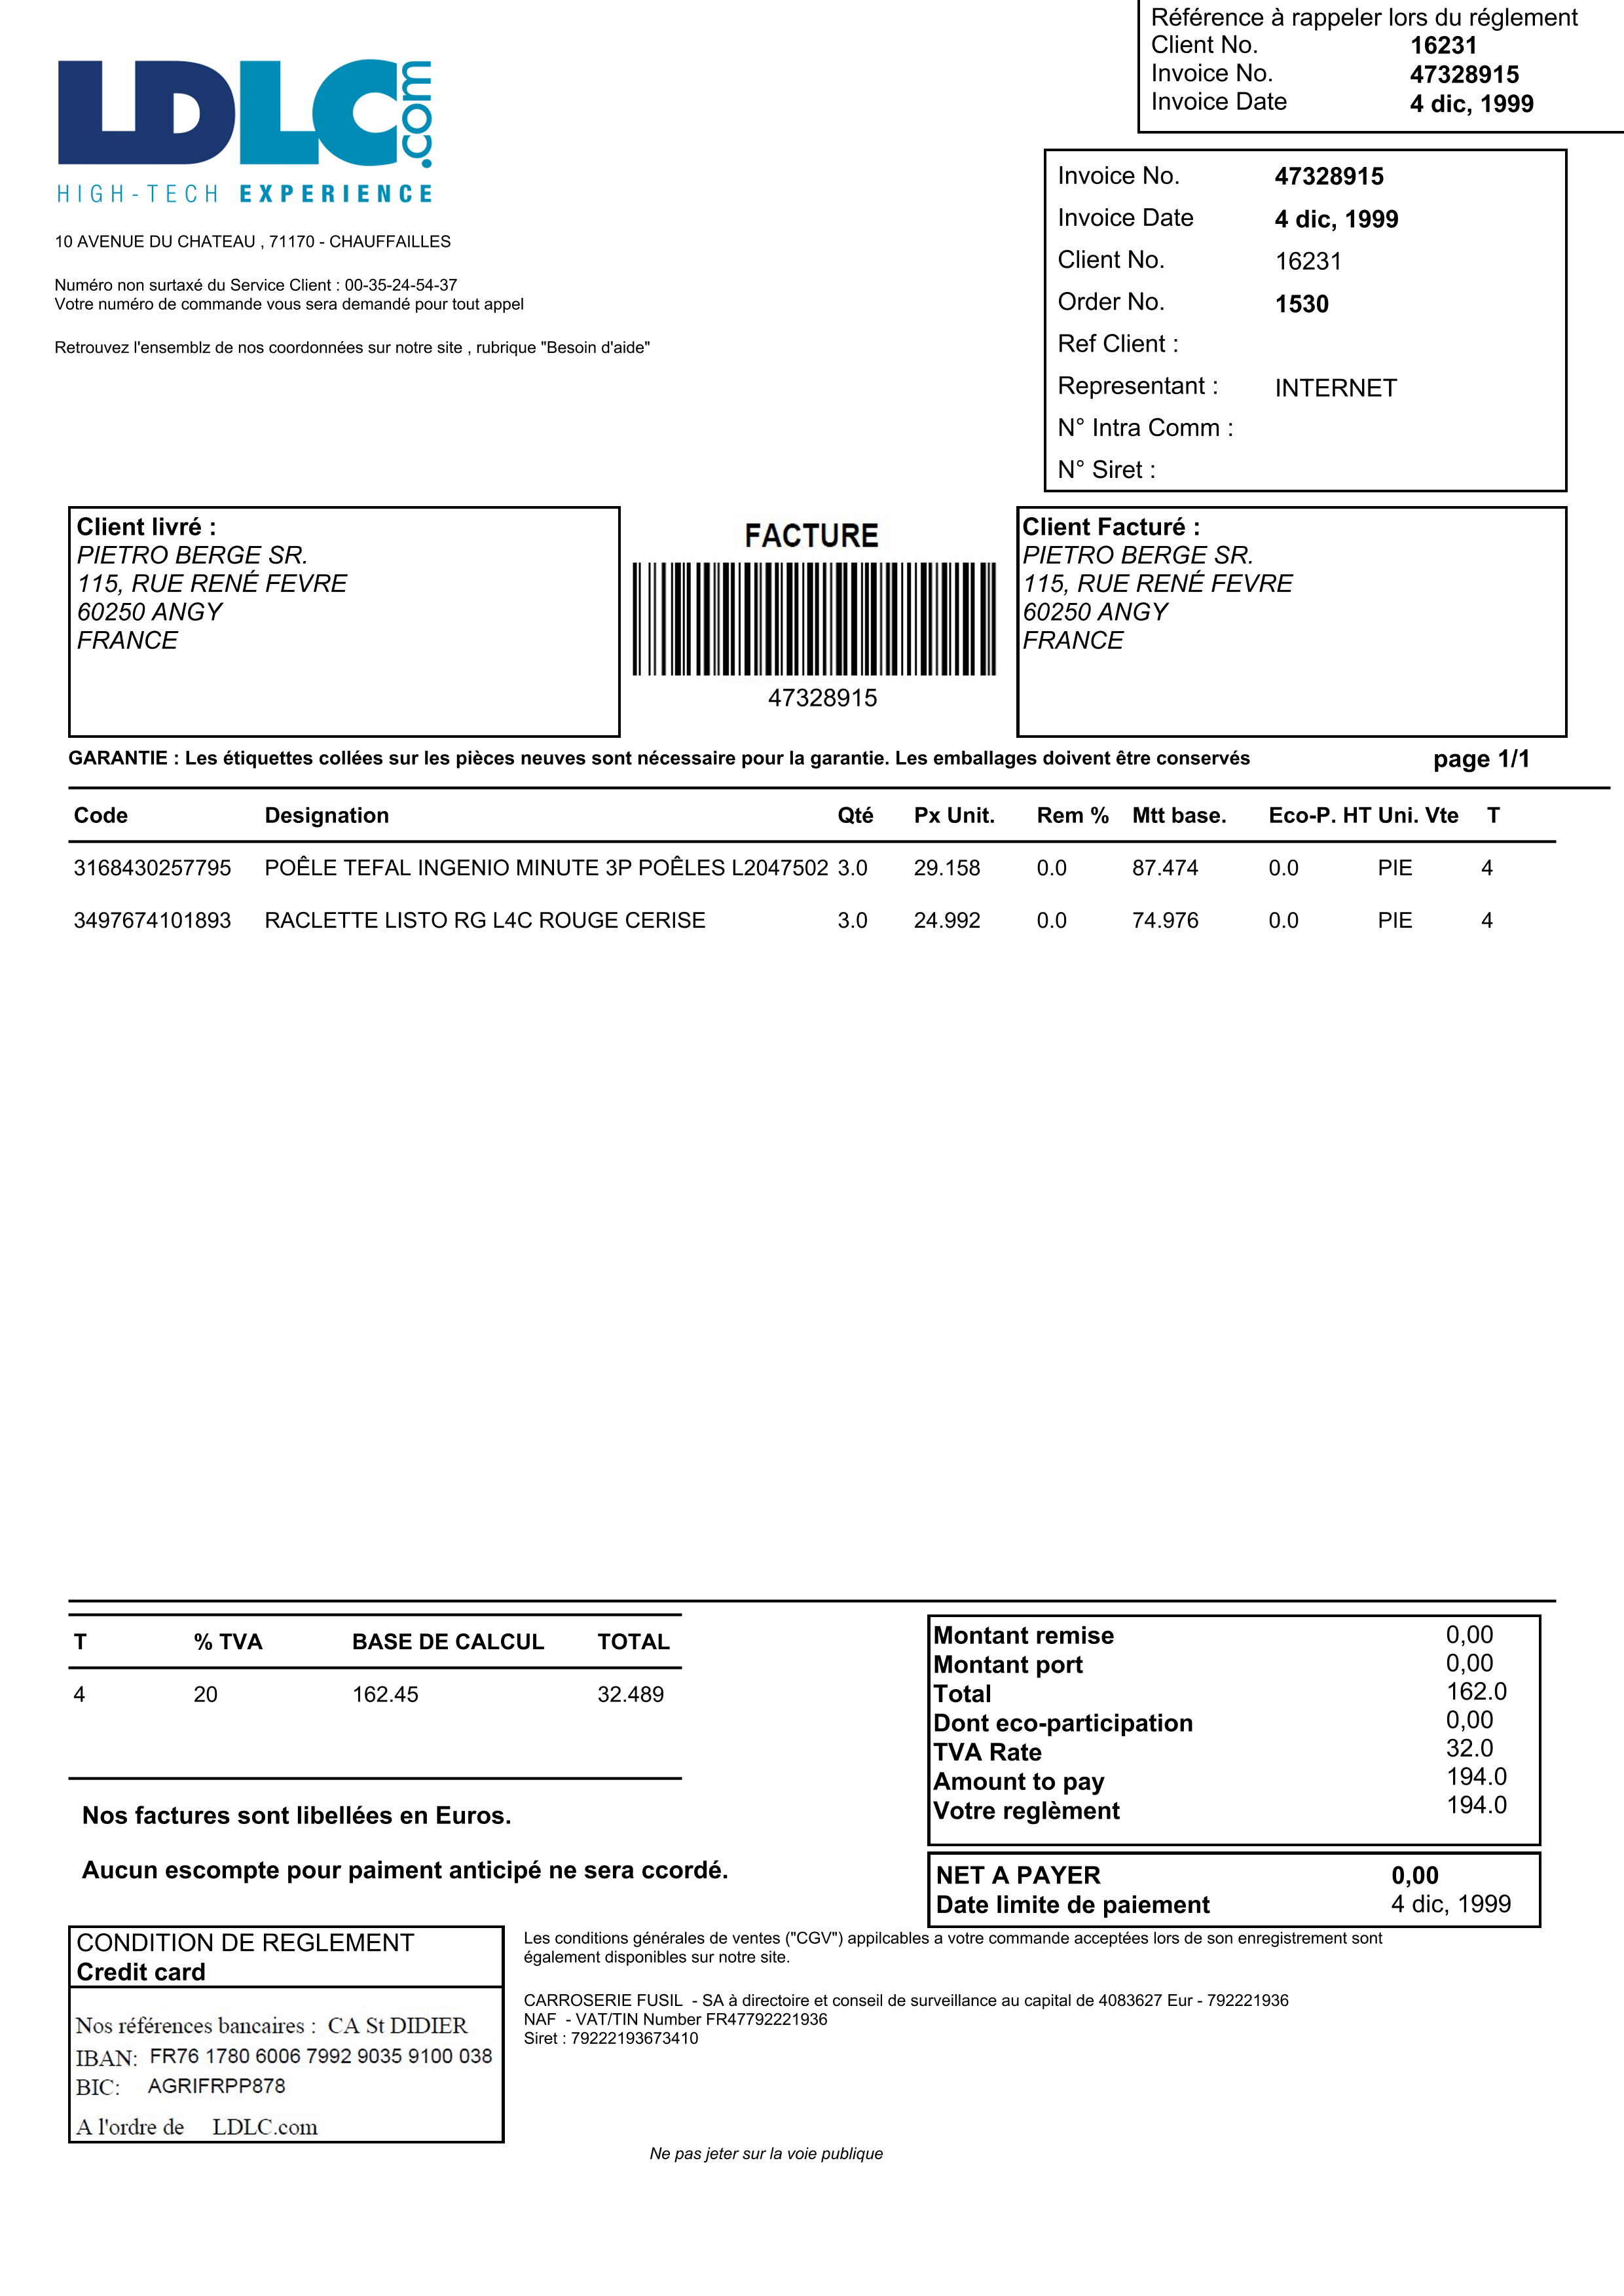 Référence à rappeler lors du réglement
Client No. 16231
Invoice No. 47328915
Invoice Date 4 dic, 1999
LDLC.com
HIGH-TECH EXPERIENCE
10 AVENUE DU CHATEAU , 71170 - CHAUFFAILLES
Numéro non surtaxé du Service Client : 00-35-24-54-37
Votre numéro de commande vous sera demandé pour tout appel
Retrouvez l'ensemblz de nos coordonnées sur notre site , rubrique "Besoin d'aide"
Invoice No. 47328915
Invoice Date 4 dic, 1999
Client No. 16231
Order No. 1530
Ref Client :
Representant : INTERNET
N° Intra Comm :
N° Siret :
Client livré :
PIETRO BERGE SR.
115, RUE RENÉ FEVRE
60250 ANGY
FRANCE
FACTURE
47328915
Client Facturé :
PIETRO BERGE SR.
115, RUE RENÉ FEVRE
60250 ANGY
FRANCE
GARANTIE : Les étiquettes collées sur les pièces neuves sont nécessaire pour la garantie. Les emballages doivent être conservés page 1/1
Code Designation Qté Px Unit. Rem % Mtt base. Eco-P. HT Uni. Vte T
3168430257795 POÊLE TEFAL INGENIO MINUTE 3P POÊLES L2047502 3.0 29.158 0.0 87.474 0.0 PIE 4
3497674101893 RACLETTE LISTO RG L4C ROUGE CERISE 3.0 24.992 0.0 74.976 0.0 PIE 4
T % TVA BASE DE CALCUL TOTAL
4 20 162.45 32.489
Nos factures sont libellées en Euros.
Aucun escompte pour paiment anticipé ne sera ccordé.
Montant remise 0,00
Montant port 0,00
Total 162.0
Dont eco-participation 0,00
TVA Rate 32.0
Amount to pay 194.0
Votre reglèment 194.0
NET A PAYER 0,00
Date limite de paiement 4 dic, 1999
CONDITION DE REGLEMENT
Credit card
Nos références bancaires : CA St DIDIER
IBAN: FR76 1780 6006 7992 9035 9100 038
BIC: AGRIFRPP878
A l'ordre de LDLC.com
Les conditions générales de ventes ("CGV") appilcables a votre commande acceptées lors de son enregistrement sont
également disponibles sur notre site.
CARROSERIE FUSIL - SA à directoire et conseil de surveillance au capital de 4083627 Eur - 792221936
NAF - VAT/TIN Number FR47792221936
Siret : 79222193673410
Ne pas jeter sur la voie publique